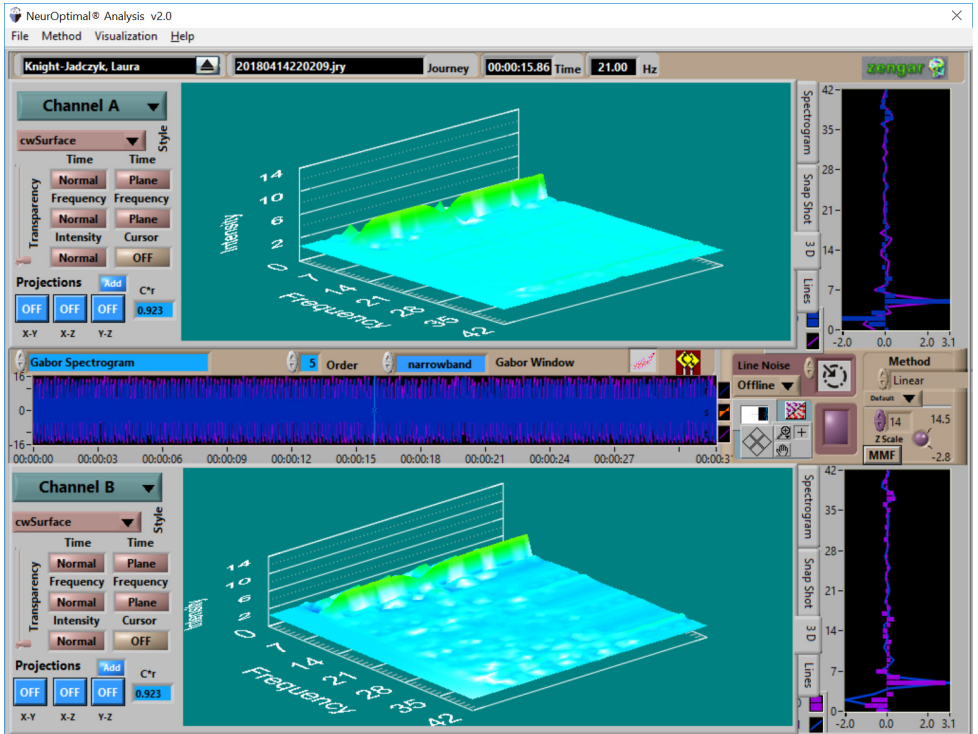 NeurOptimal® Analysis v2.0
File Method Visualization Help
Knight-Jadczyk, Laura 20180414220209.jry Journey 00:00:15.86 Time 21.00 Hz zengar
Channel A
cwSurface Style
Time Time
Normal Plane
Frequency Frequency
Normal Plane
Intensity Cursor
Normal OFF
Transparency
Projections Add C*r
OFF OFF OFF 0.923
X-Y X-Z Y-Z
14
10
6
2
Intensity
0 7 14 21 28 35 42
Frequency
Spectrogram
Snap Shot
3 D
Lines
42
35
28
21
14
7
0
-2.0 0.0 2.0 3.1
Gabor Spectrogram 5 Order narrowband Gabor Window
16
0
-16
00:00:00 00:00:03 00:00:06 00:00:09 00:00:12 00:00:15 00:00:18 00:00:21 00:00:24 00:00:27 00:00:3
Line Noise
Offline
Method
Linear
Default
14 14.5
Z Scale
MMF -2.8
Channel B
cwSurface Style
Time Time
Normal Plane
Frequency Frequency
Normal Plane
Intensity Cursor
Normal OFF
Transparency
Projections Add C*r
OFF OFF OFF 0.923
X-Y X-Z Y-Z
14
10
6
2
Intensity
0 7 14 21 28 35 42
Frequency
Spectrogram
Snap Shot
3 D
Lines
42
35
28
21
14
7
0
-2.0 0.0 2.0 3.1